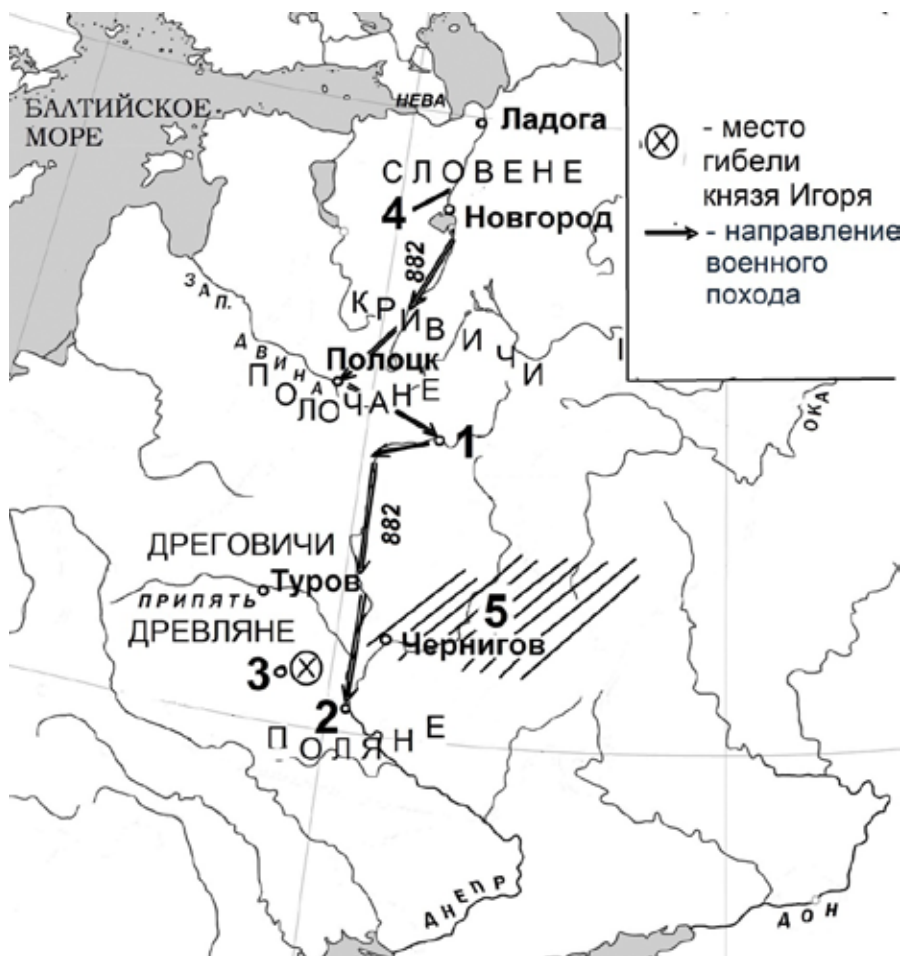 БАЛТИЙСКОЕ
МОРЕ
НЕВА
Ладога
СЛОВЕНЕ
4
Новгород
882
КРИВИЧИ
ЗАП.
ДВИНА
Полоцк
ПОЛОЧАНЕ
1
ОКА
882
ДРЕГОВИЧИ
Туров
ПРИПЯТЬ
ДРЕВЛЯНЕ
5
Чернигов
3
2
ПОЛЯНЕ
ДНЕПР
ДОН
- место
гибели
князя Игоря
- направление
военного
похода